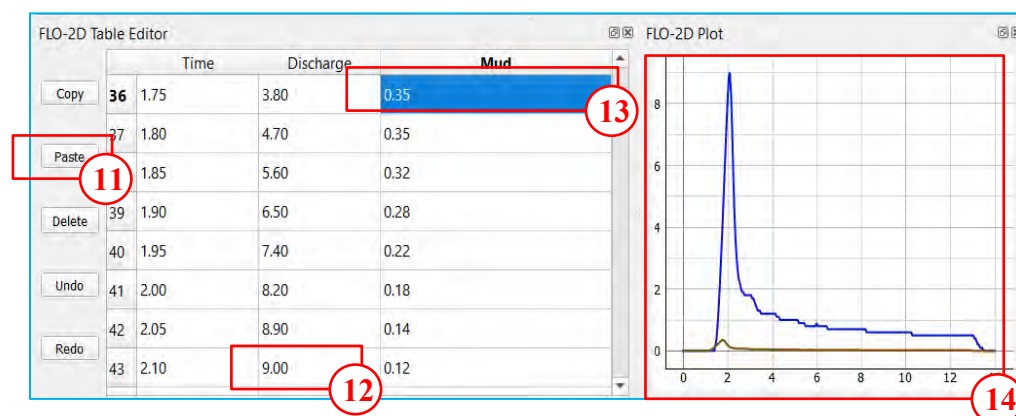 FLO-2D Table Editor
Time Discharge Mud
Copy 36 1.75 3.80 0.35
13
37 1.80 4.70 0.35
Paste
11
1.85 5.60 0.32
39 1.90 6.50 0.28
Delete
40 1.95 7.40 0.22
Undo
41 2.00 8.20 0.18
42 2.05 8.90 0.14
Redo
43 2.10 9.00 0.12
12
FLO-2D Plot
8
6
4
2
0
0 2 4 6 8 10 12
14